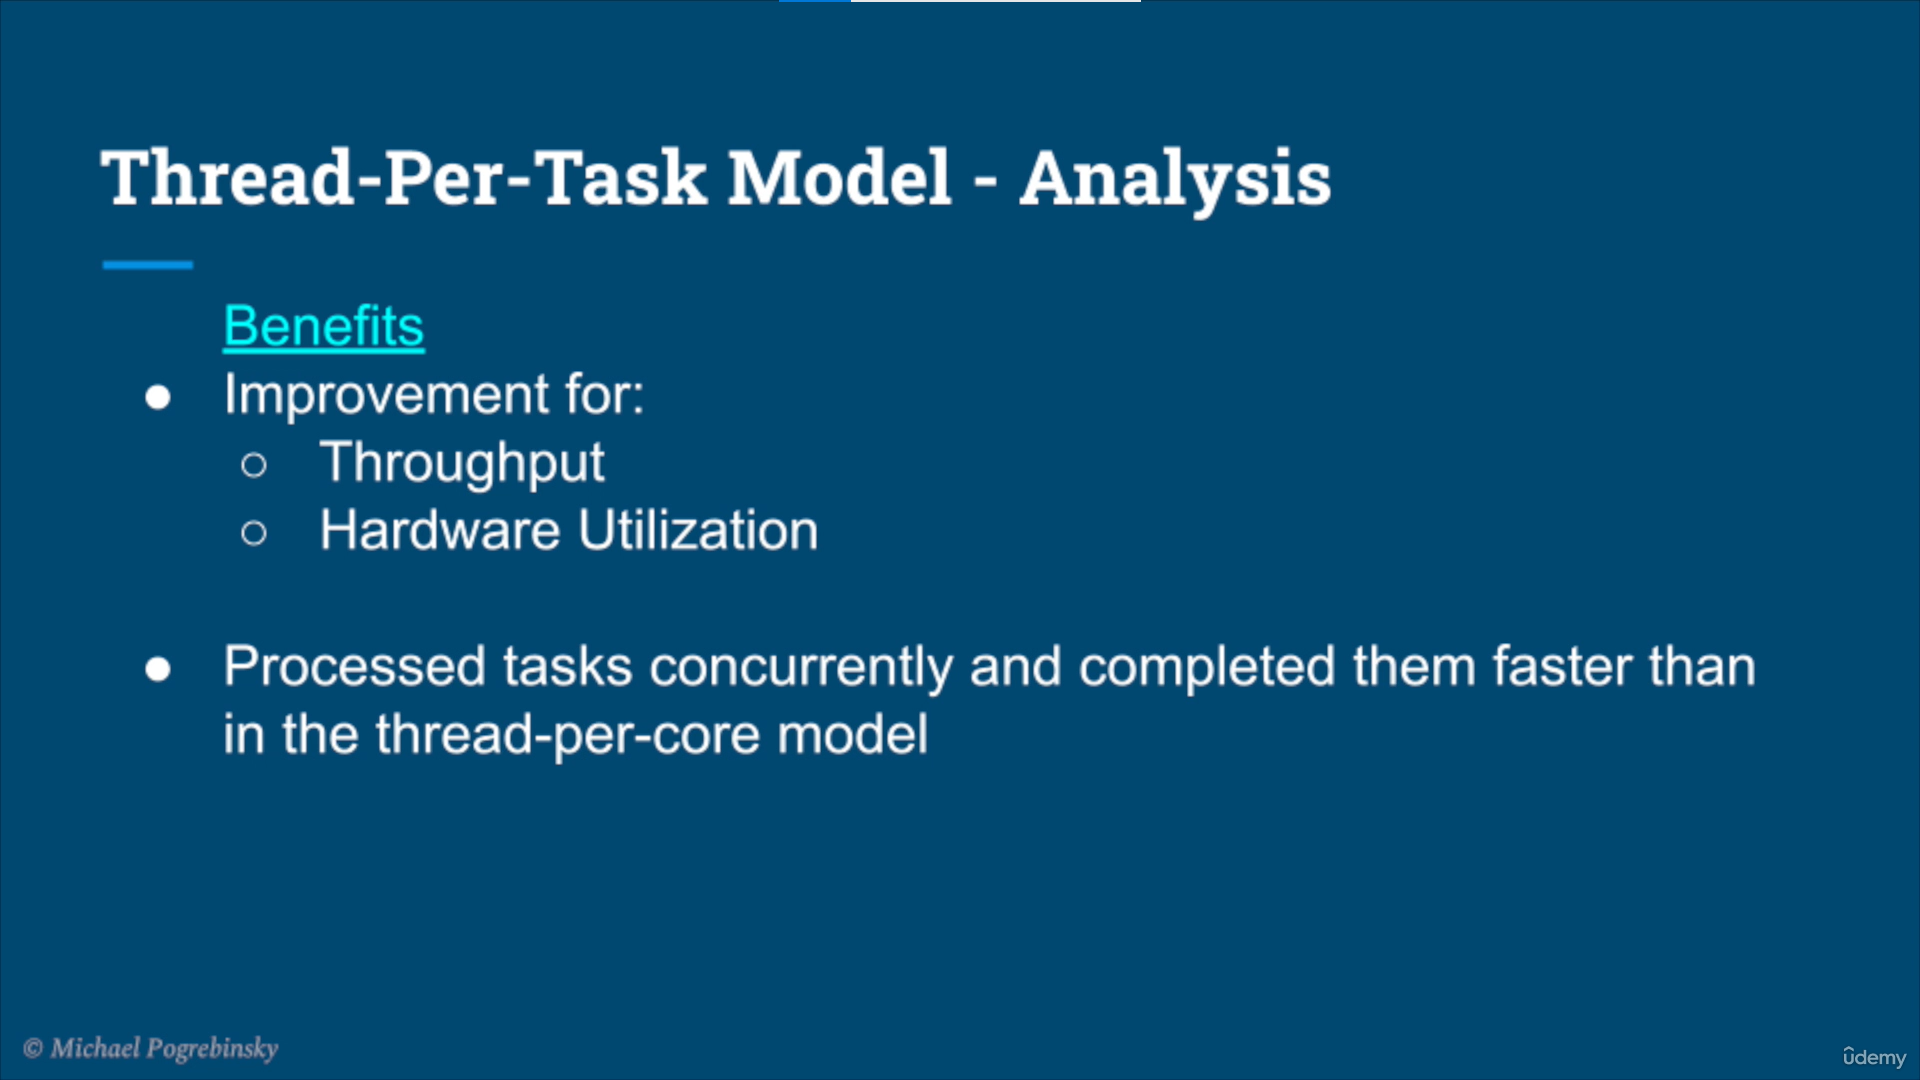 Thread-Per-Task Model - Analysis
Benefits
● Improvement for:
○ Throughput
○ Hardware Utilization
● Processed tasks concurrently and completed them faster than
in the thread-per-core model
© Michael Pogrebinsky
ûdemy